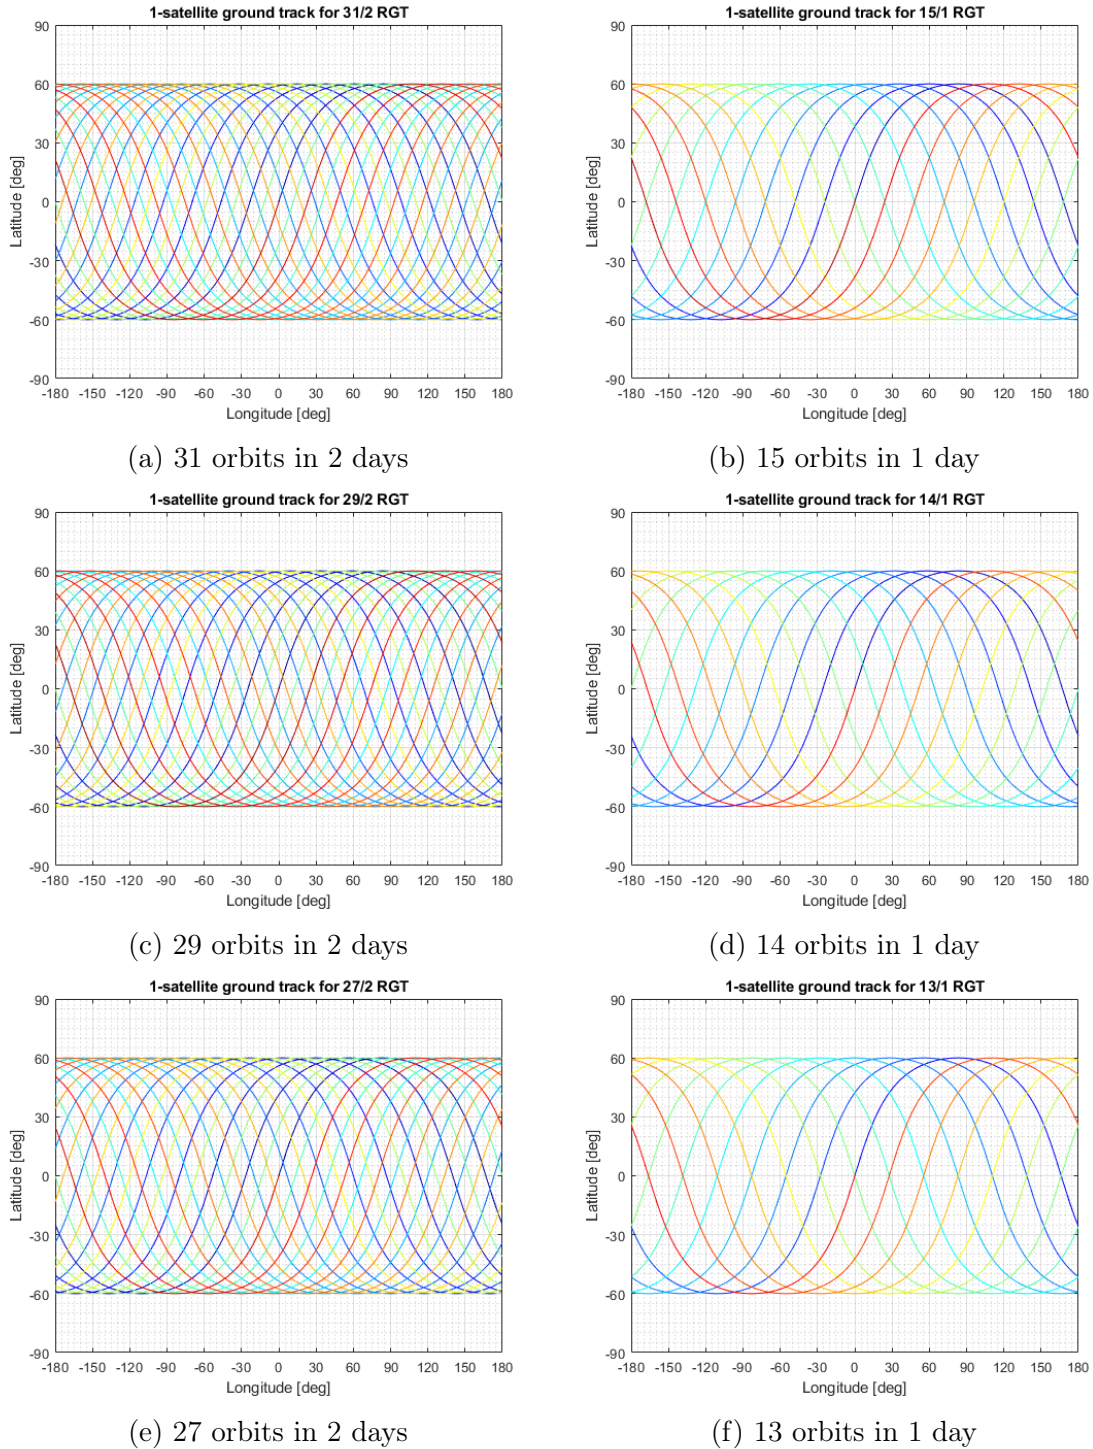 1-satellite ground track for 31/2 RGT
90
60
30
0
-30
-60
-90
Latitude [deg]
-180 -150 -120 -90 -60 -30 0 30 60 90 120 150 180
Longitude [deg]
(a) 31 orbits in 2 days
1-satellite ground track for 15/1 RGT
90
60
30
0
-30
-60
-90
Latitude [deg]
-180 -150 -120 -90 -60 -30 0 30 60 90 120 150 180
Longitude [deg]
(b) 15 orbits in 1 day
1-satellite ground track for 29/2 RGT
90
60
30
0
-30
-60
-90
Latitude [deg]
-180 -150 -120 -90 -60 -30 0 30 60 90 120 150 180
Longitude [deg]
(c) 29 orbits in 2 days
1-satellite ground track for 14/1 RGT
90
60
30
0
-30
-60
-90
Latitude [deg]
-180 -150 -120 -90 -60 -30 0 30 60 90 120 150 180
Longitude [deg]
(d) 14 orbits in 1 day
1-satellite ground track for 27/2 RGT
90
60
30
0
-30
-60
-90
Latitude [deg]
-180 -150 -120 -90 -60 -30 0 30 60 90 120 150 180
Longitude [deg]
(e) 27 orbits in 2 days
1-satellite ground track for 13/1 RGT
90
60
30
0
-30
-60
-90
Latitude [deg]
-180 -150 -120 -90 -60 -30 0 30 60 90 120 150 180
Longitude [deg]
(f) 13 orbits in 1 day